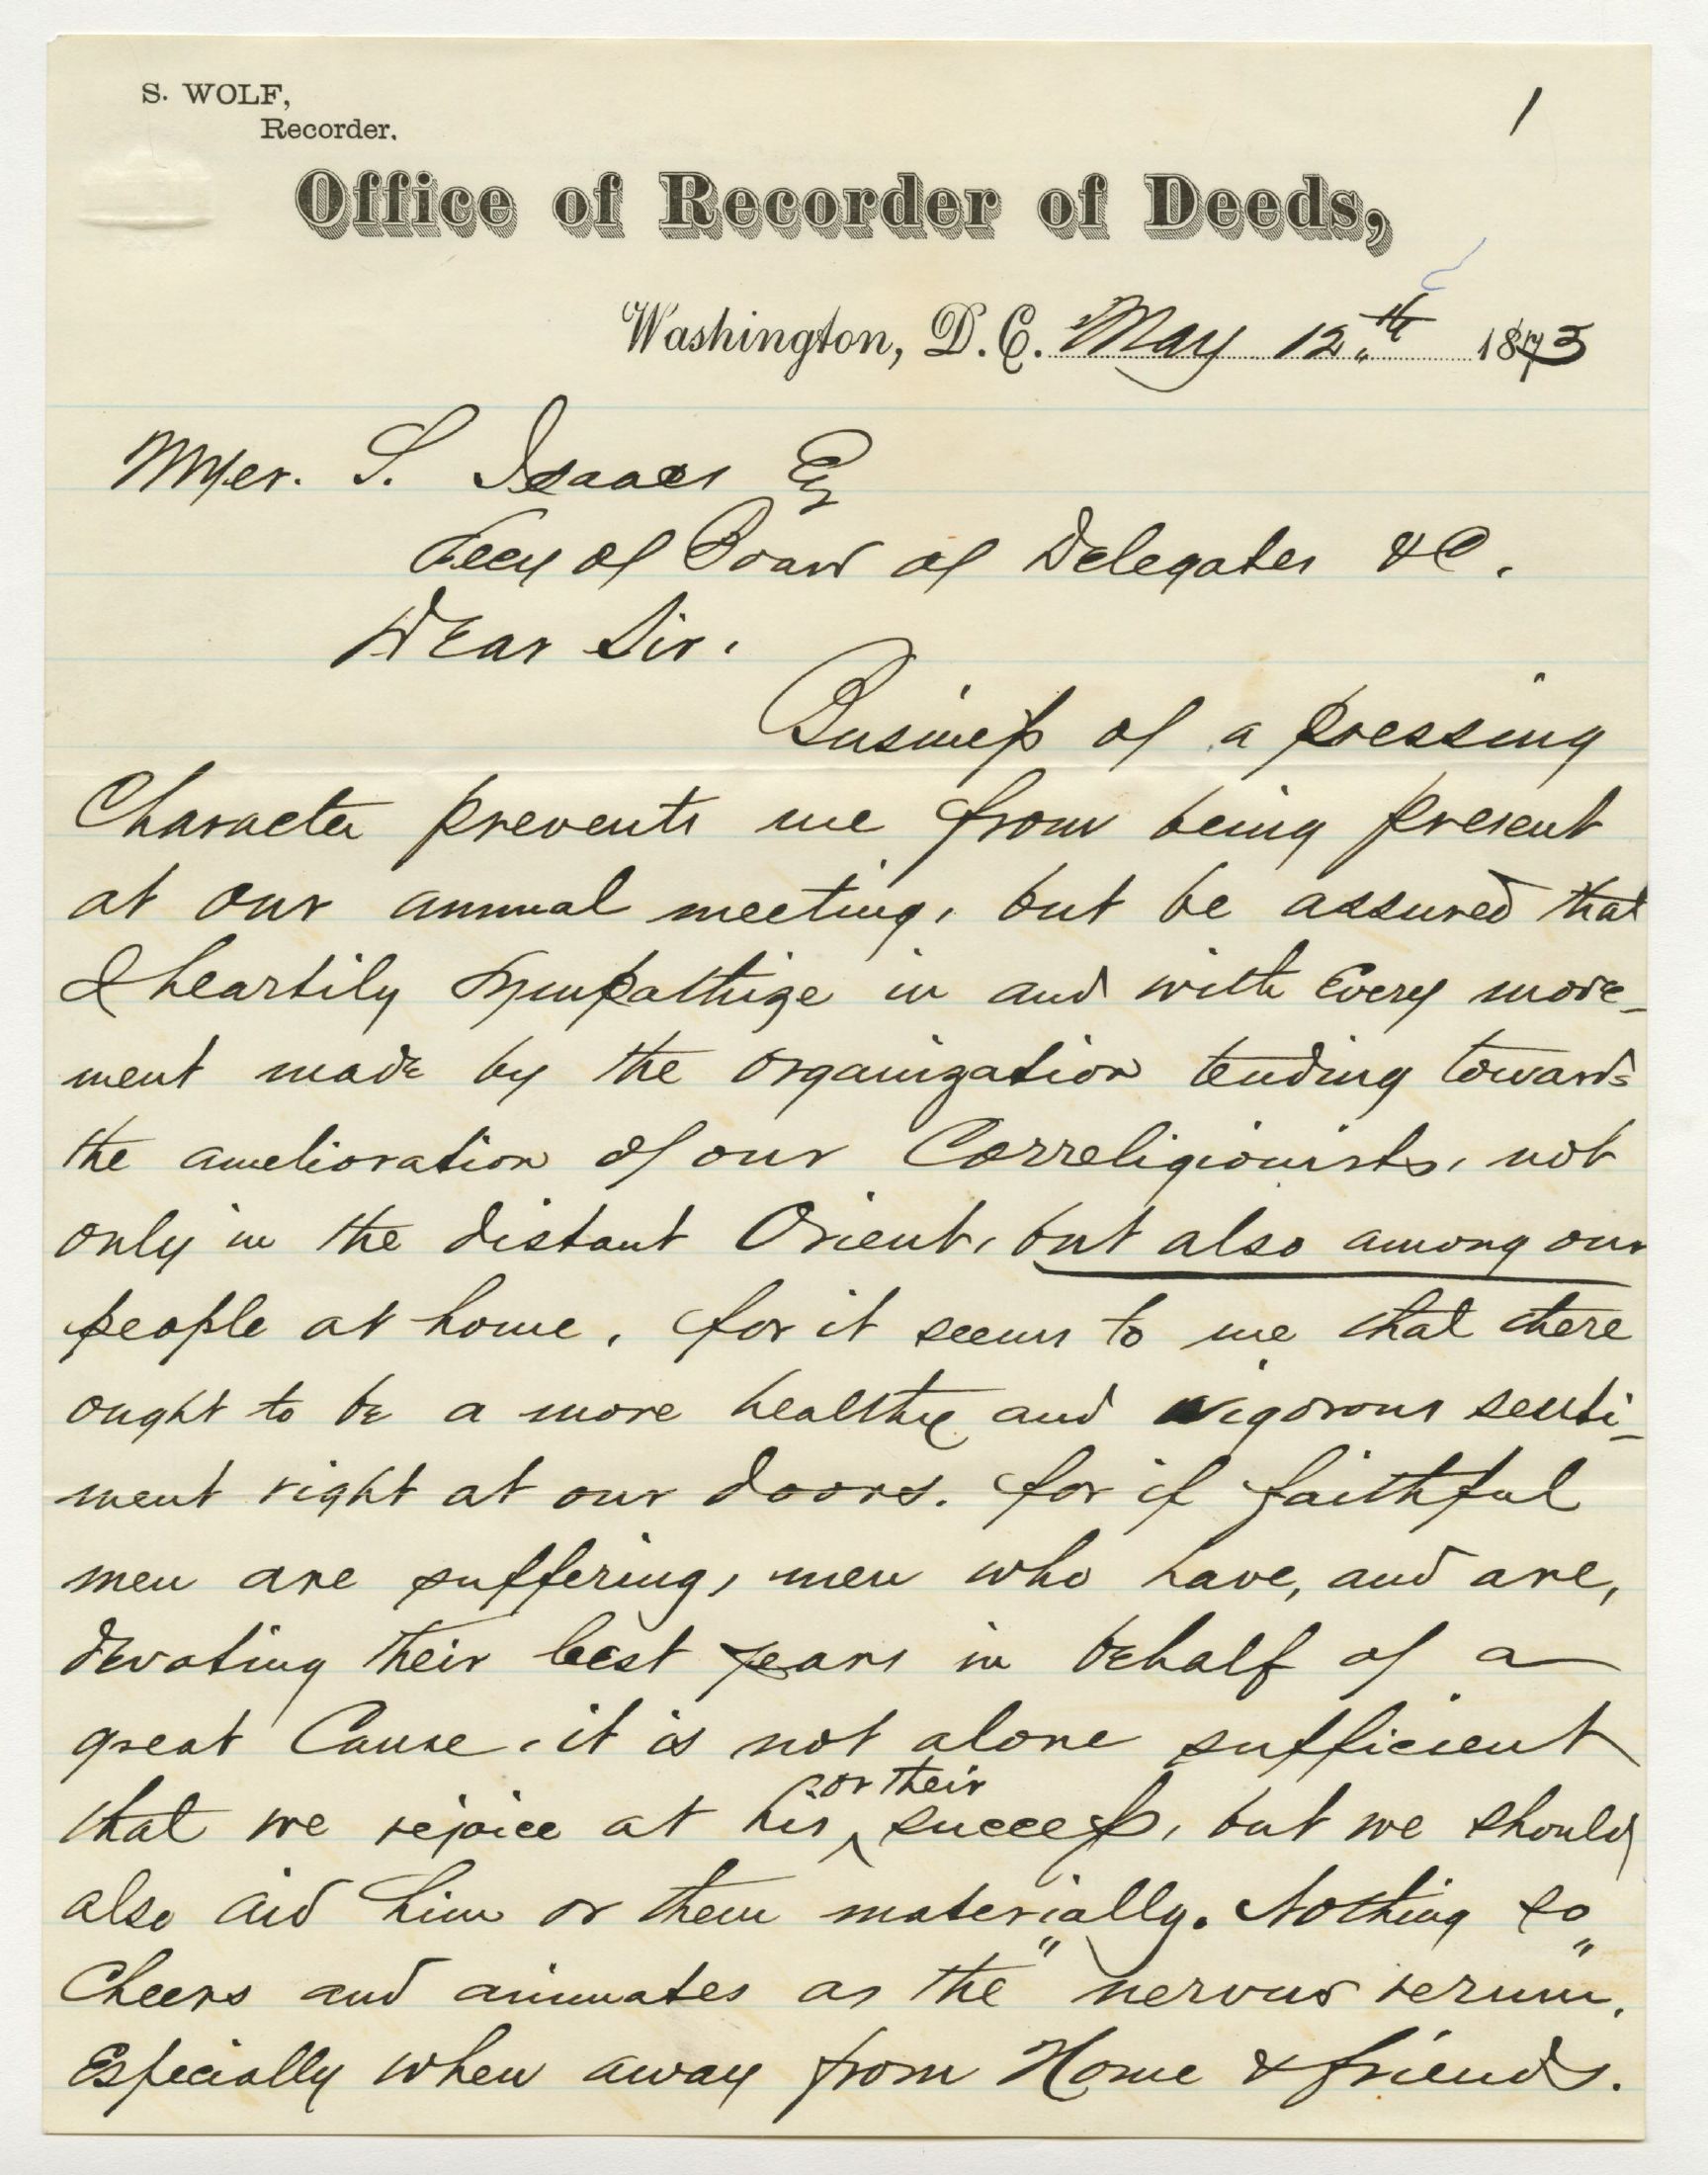 S. WOLF,
Recorder.
1
Office of Recorder of Deeds,
Washington, D.C. May 12th 1873
Myer. S. Isaacs Esq
Secy of Board of Delegates &C.
Dear Sir.
Business of a pressing
Character prevents me from being present
at our annual meeting, but be assured that
I heartily sympathize in and with Every move-
ment made by the organization tending towards
the amelioration of our Correligionists, not
only in the distant Orient, but also among our
people at home, for it seems to me that there
ought to be a more healthy and vigorous senti-
ment right at our doors. for if faithful
men are suffering, men who have, and are,
devoting their best years in behalf of a
great Cause, it is not alone sufficient
that we rejoice at his or their success, but we should
also aid him or them materially. Nothing so
Cheers and animates as the "nervus rerum",
Especially when away from Home & friends.